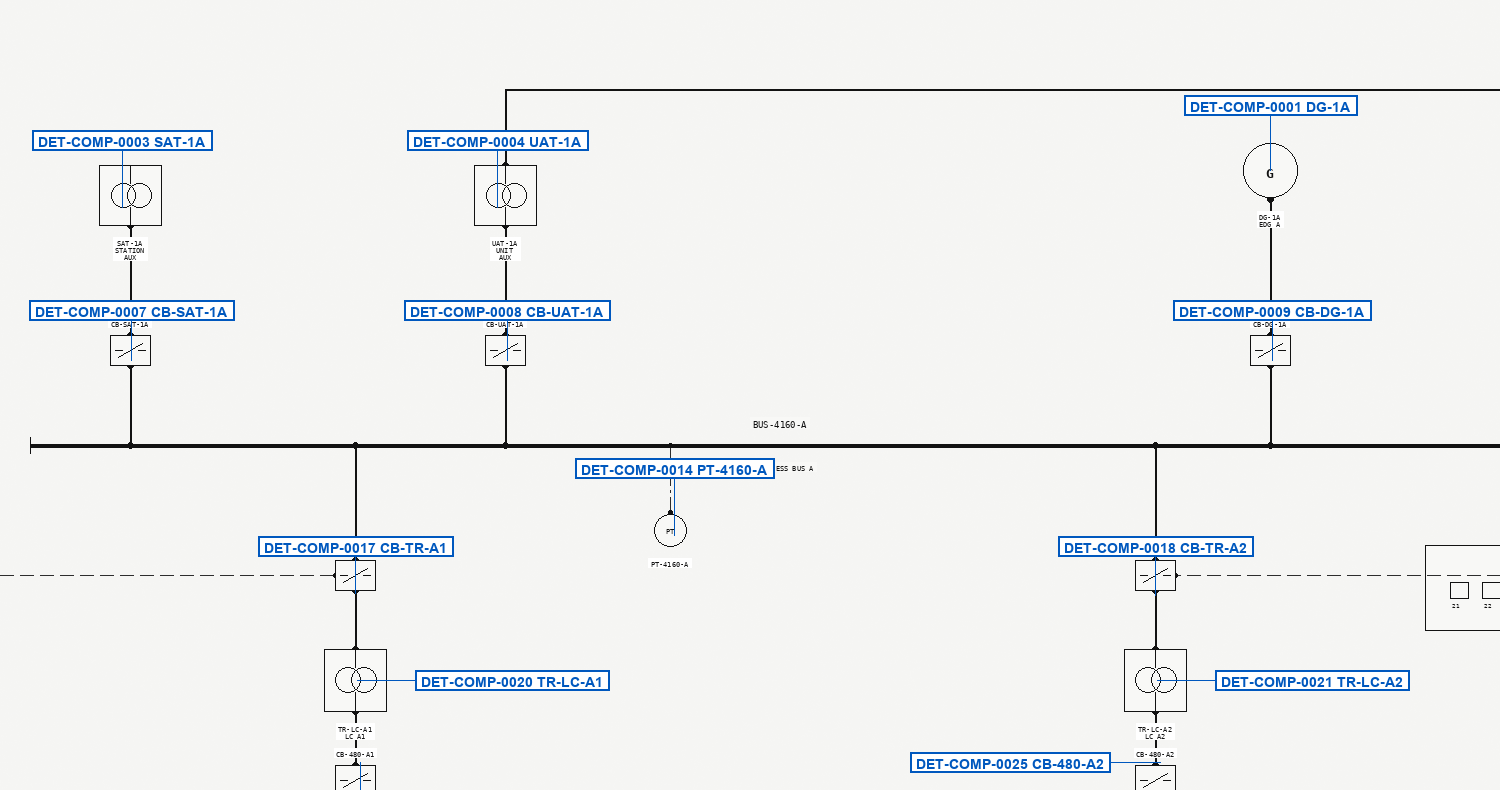 DET-COMP-0001 DG-1A
DET-COMP-0003 SAT-1A
DET-COMP-0004 UAT-1A
G
DG-1A
EDG A
SAT-1A
STATION
AUX
UAT-1A
UNIT
AUX
DET-COMP-0007 CB-SAT-1A
DET-COMP-0008 CB-UAT-1A
DET-COMP-0009 CB-DG-1A
CB-SAT-1A
CB-UAT-1A
CB-DG-1A
BUS-4160-A
DET-COMP-0014 PT-4160-A
ESS BUS A
PT
DET-COMP-0017 CB-TR-A1
DET-COMP-0018 CB-TR-A2
PT-4160-A
21
22
DET-COMP-0020 TR-LC-A1
DET-COMP-0021 TR-LC-A2
TR-LC-A1
LC A1
TR-LC-A2
LC A2
CB-480-A1
CB-480-A2
DET-COMP-0025 CB-480-A2